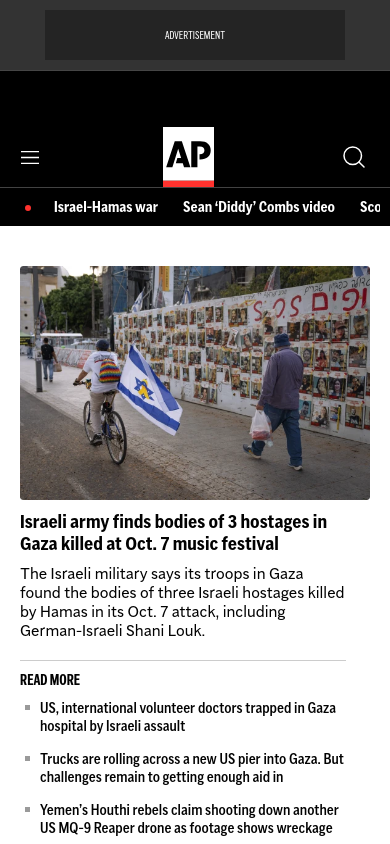 ADVERTISEMENT
AP
Israel-Hamas war
Sean ‘Diddy’ Combs video
Israeli army finds bodies of 3 hostages in
Gaza killed at Oct. 7 music festival
The Israeli military says its troops in Gaza
found the bodies of three Israeli hostages killed
by Hamas in its Oct. 7 attack, including
German-Israeli Shani Louk.
READ MORE
US, international volunteer doctors trapped in Gaza
hospital by Israeli assault
Trucks are rolling across a new US pier into Gaza. But
challenges remain to getting enough aid in
Yemen’s Houthi rebels claim shooting down another
US MQ-9 Reaper drone as footage shows wreckage